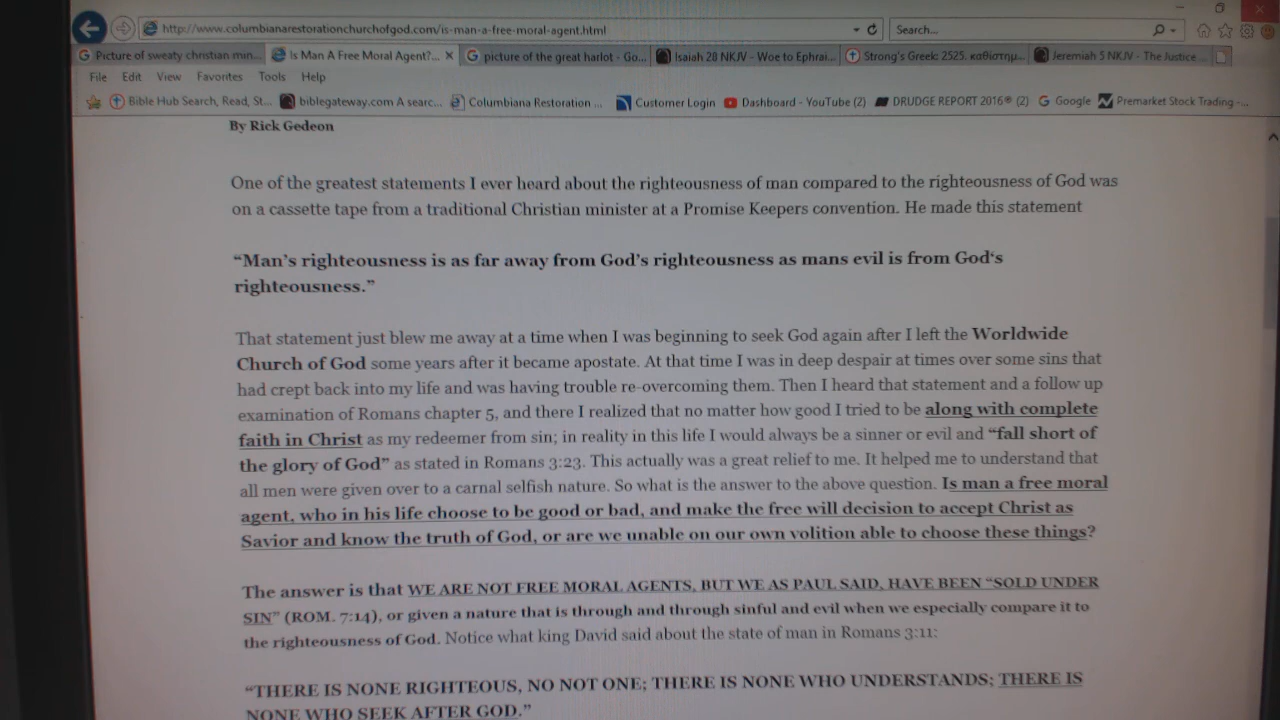 http://www.columbianarestorationchurchofgod.com/is-man-a-free-moral-agent.html
Search...
Picture of sweaty christian min...
Is Man A Free Moral Agent?...
picture of the great harlot - Go...
Isaiah 28 NKJV - Woe to Ephrai...
Strong's Greek: 2525. καθίστημ...
Jeremiah 5 NKJV - The Justice...
File Edit View Favorites Tools Help
Bible Hub Search, Read, St...
biblegateway.com A searc...
Columbiana Restoration ...
Customer Login
Dashboard - YouTube (2)
DRUDGE REPORT 2016® (2)
Google
Premarket Stock Trading -...
By Rick Gedeon
One of the greatest statements I ever heard about the righteousness of man compared to the righteousness of God was
on a cassette tape from a traditional Christian minister at a Promise Keepers convention. He made this statement
“Man’s righteousness is as far away from God’s righteousness as mans evil is from God‘s
righteousness.”
That statement just blew me away at a time when I was beginning to seek God again after I left the Worldwide
Church of God some years after it became apostate. At that time I was in deep despair at times over some sins that
had crept back into my life and was having trouble re-overcoming them. Then I heard that statement and a follow up
examination of Romans chapter 5, and there I realized that no matter how good I tried to be along with complete
faith in Christ as my redeemer from sin; in reality in this life I would always be a sinner or evil and “fall short of
the glory of God” as stated in Romans 3:23. This actually was a great relief to me. It helped me to understand that
all men were given over to a carnal selfish nature. So what is the answer to the above question. Is man a free moral
agent, who in his life choose to be good or bad, and make the free will decision to accept Christ as
Savior and know the truth of God, or are we unable on our own volition able to choose these things?
The answer is that WE ARE NOT FREE MORAL AGENTS, BUT WE AS PAUL SAID, HAVE BEEN “SOLD UNDER
SIN” (ROM. 7:14), or given a nature that is through and through sinful and evil when we especially compare it to
the righteousness of God. Notice what king David said about the state of man in Romans 3:11:
“THERE IS NONE RIGHTEOUS, NO NOT ONE; THERE IS NONE WHO UNDERSTANDS; THERE IS
NONE WHO SEEK AFTER GOD.”